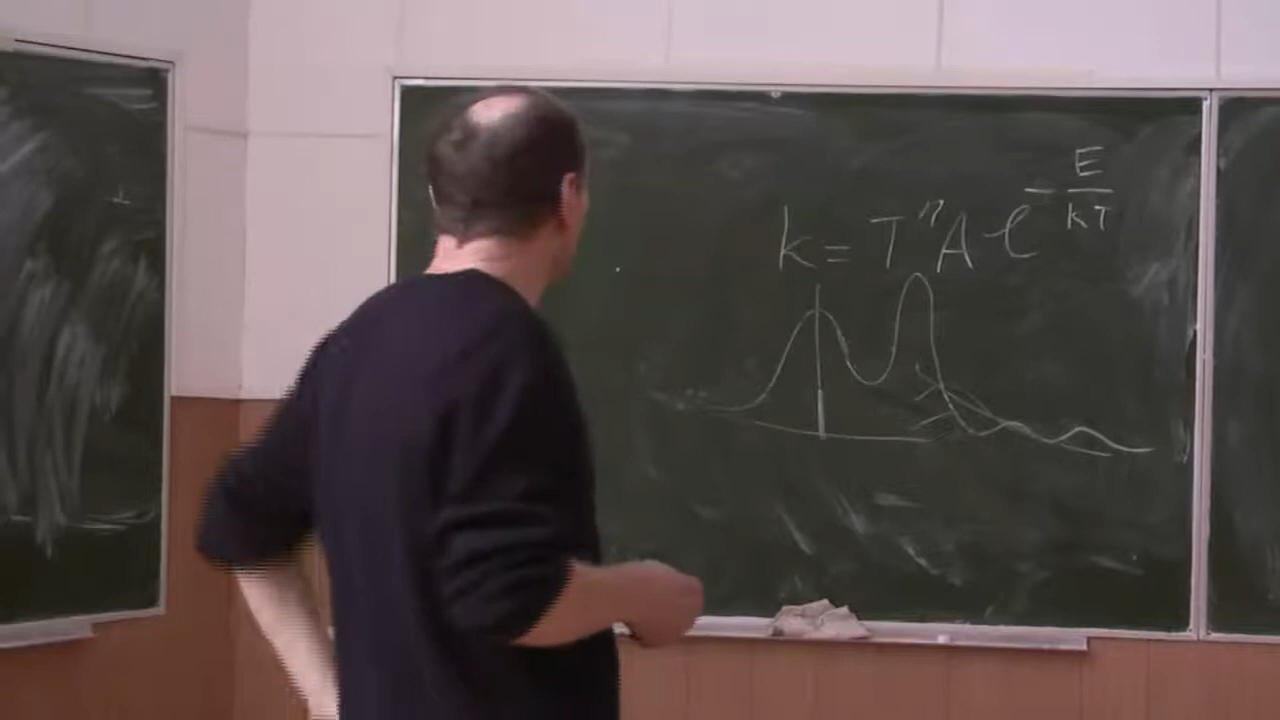 k = TⁿA e^{-E/kT}